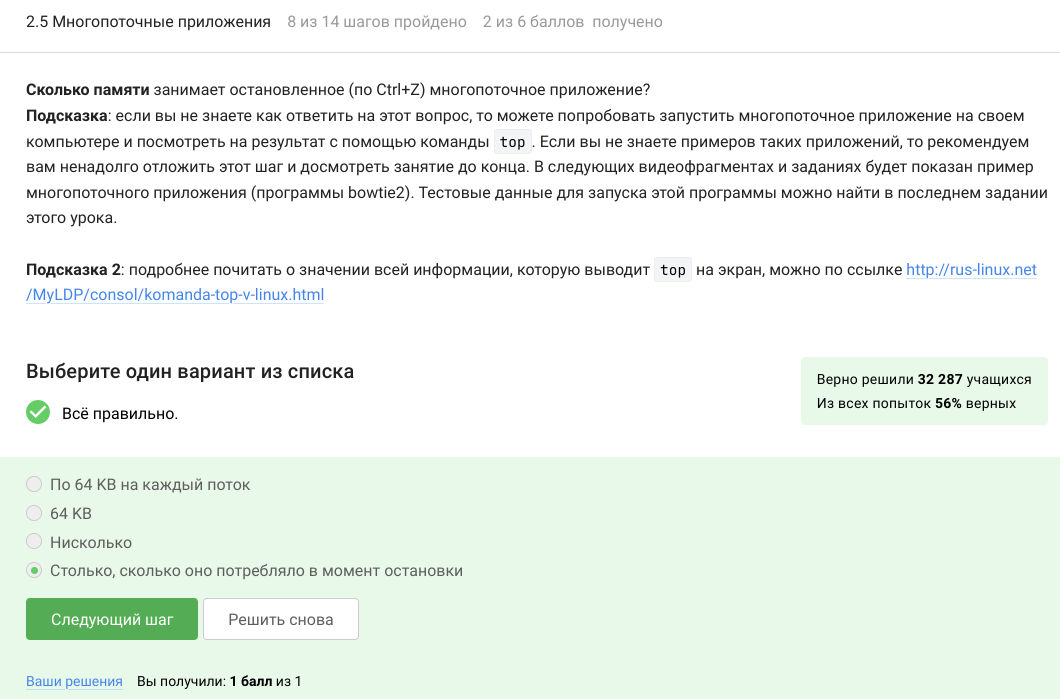 2.5 Многопоточные приложения 8 из 14 шагов пройдено 2 из 6 баллов получено
Сколько памяти занимает остановленное (по Ctrl+Z) многопоточное приложение?
Подсказка: если вы не знаете как ответить на этот вопрос, то можете попробовать запустить многопоточное приложение на своем
компьютере и посмотреть на результат с помощью команды top . Если вы не знаете примеров таких приложений, то рекомендуем
вам ненадолго отложить этот шаг и досмотреть занятие до конца. В следующих видеофрагментах и заданиях будет показан пример
многопоточного приложения (программы bowtie2). Тестовые данные для запуска этой программы можно найти в последнем задании
этого урока.
Подсказка 2: подробнее почитать о значении всей информации, которую выводит top на экран, можно по ссылке http://rus-linux.net
/MyLDP/consol/komanda-top-v-linux.html
Выберите один вариант из списка
Верно решили 32 287 учащихся
Из всех попыток 56% верных
Всё правильно.
По 64 KB на каждый поток
64 KB
Нисколько
Столько, сколько оно потребляло в момент остановки
Следующий шаг Решить снова
Ваши решения Вы получили: 1 балл из 1